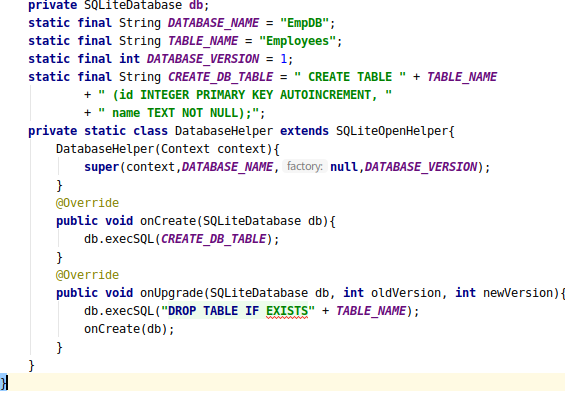 private SQLiteDatabase db;
static final String DATABASE_NAME = "EmpDB";
static final String TABLE_NAME = "Employees";
static final int DATABASE_VERSION = 1;
static final String CREATE_DB_TABLE = " CREATE TABLE " + TABLE_NAME
+ " (id INTEGER PRIMARY KEY AUTOINCREMENT, "
+ " name TEXT NOT NULL);";
private static class DatabaseHelper extends SQLiteOpenHelper{
DatabaseHelper(Context context){
super(context,DATABASE_NAME, factory: null,DATABASE_VERSION);
}
@Override
public void onCreate(SQLiteDatabase db){
db.execSQL(CREATE_DB_TABLE);
}
@Override
public void onUpgrade(SQLiteDatabase db, int oldVersion, int newVersion){
db.execSQL("DROP TABLE IF EXISTS" + TABLE_NAME);
onCreate(db);
}
}
}